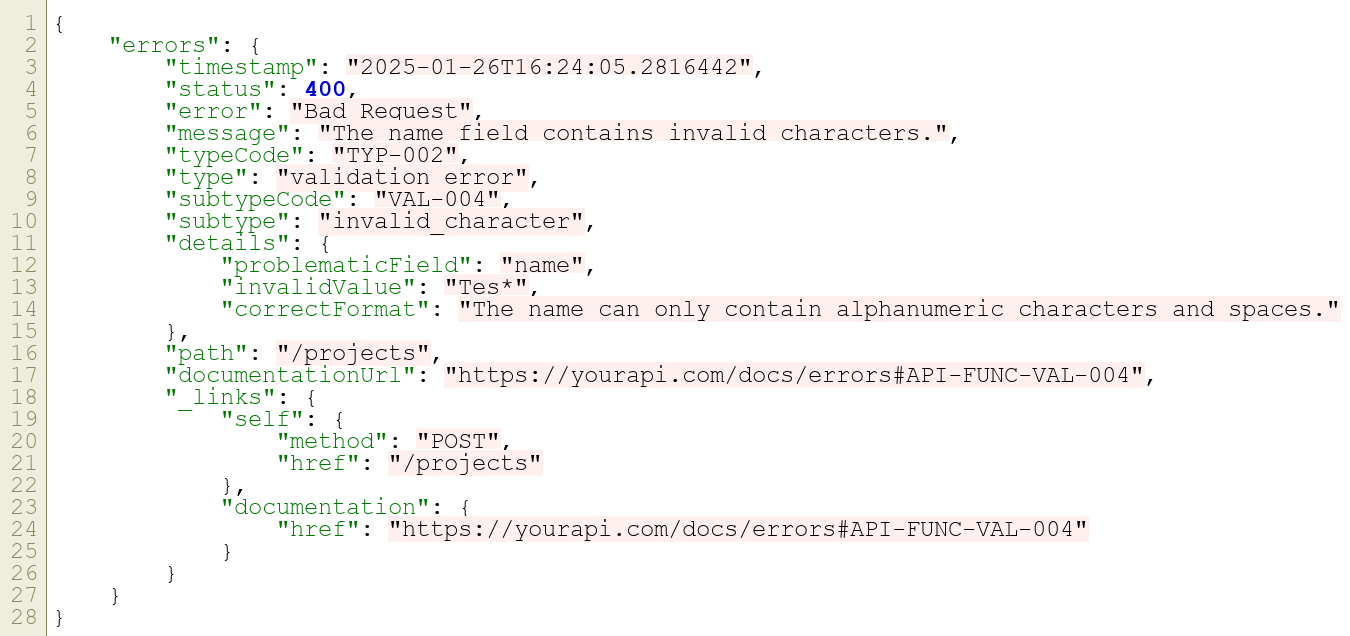 1 {
2     "errors": {
3         "timestamp": "2025-01-26T16:24:05.2816442",
4         "status": 400,
5         "error": "Bad Request",
6         "message": "The name field contains invalid characters.",
7         "typeCode": "TYP-002",
8         "type": "validation error",
9         "subtypeCode": "VAL-004",
10         "subtype": "invalid_character",
11         "details": {
12             "problematicField": "name",
13             "invalidValue": "Tes*",
14             "correctFormat": "The name can only contain alphanumeric characters and spaces."
15         },
16         "path": "/projects",
17         "documentationUrl": "https://yourapi.com/docs/errors#API-FUNC-VAL-004",
18         "_links": {
19             "self": {
20                 "method": "POST",
21                 "href": "/projects"
22             },
23             "documentation": {
24                 "href": "https://yourapi.com/docs/errors#API-FUNC-VAL-004"
25             }
26         }
27     }
28 }